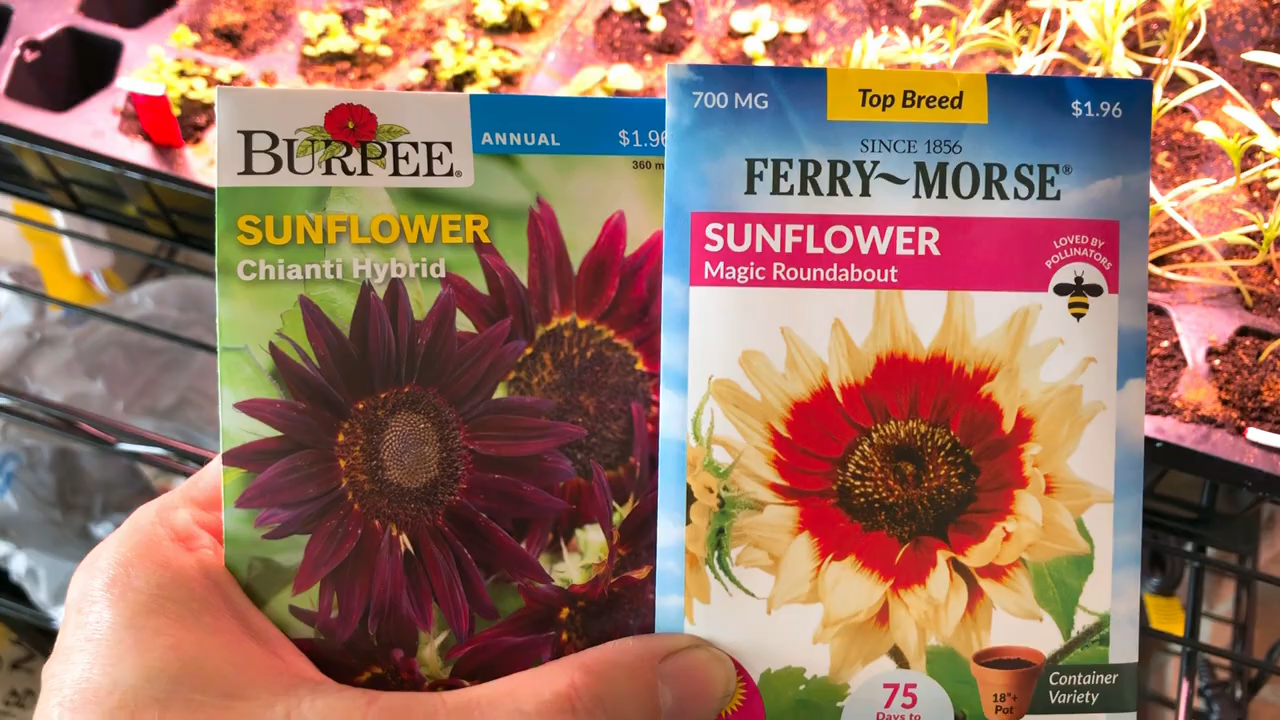 BURPEE®
ANNUAL
$1.96
360 m
SUNFLOWER
Chianti Hybrid
700 MG
Top Breed
$1.96
SINCE 1856
FERRY~MORSE®
SUNFLOWER
Magic Roundabout
LOVED BY
POLLINATORS
75
Days to
18"+
Pot
Container
Variety